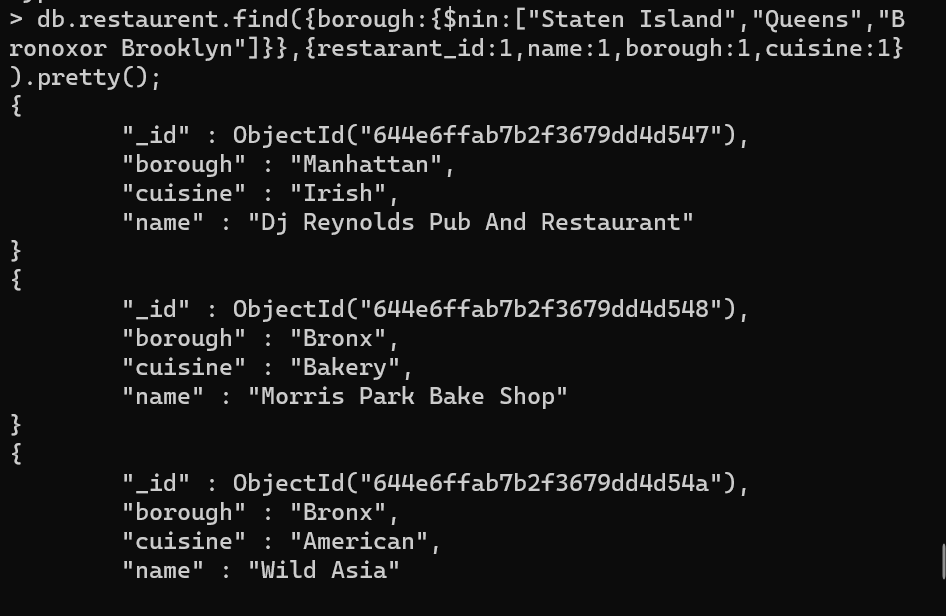 > db.restaurent.find({borough:{$nin:["Staten Island","Queens","B
ronoxor Brooklyn"]}},{restarant_id:1,name:1,borough:1,cuisine:1}
).pretty();
{
        "_id" : ObjectId("644e6ffab7b2f3679dd4d547"),
        "borough" : "Manhattan",
        "cuisine" : "Irish",
        "name" : "Dj Reynolds Pub And Restaurant"
}
{
        "_id" : ObjectId("644e6ffab7b2f3679dd4d548"),
        "borough" : "Bronx",
        "cuisine" : "Bakery",
        "name" : "Morris Park Bake Shop"
}
{
        "_id" : ObjectId("644e6ffab7b2f3679dd4d54a"),
        "borough" : "Bronx",
        "cuisine" : "American",
        "name" : "Wild Asia"